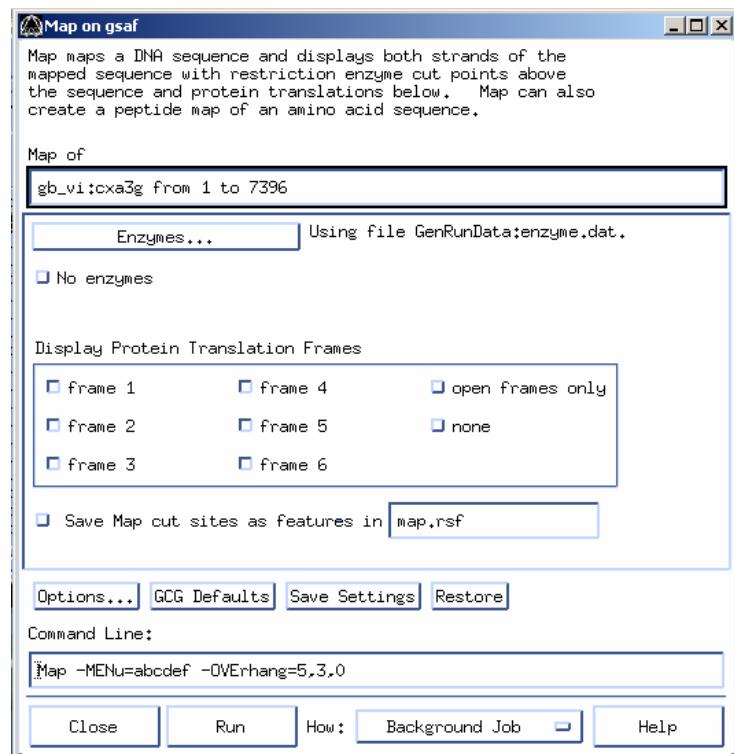 Map on gsaf
Map maps a DNA sequence and displays both strands of the
mapped sequence with restriction enzyme cut points above
the sequence and protein translations below.  Map can also
create a peptide map of an amino acid sequence.
Map of
gb_vi:cxa3g from 1 to 7396
Enzymes... Using file GenRunData:enzyme.dat.
No enzymes
Display Protein Translation Frames
frame 1 frame 4 open frames only
frame 2 frame 5 none
frame 3 frame 6
Save Map cut sites as features in map.rsf
Options... GCG Defaults Save Settings Restore
Command Line:
Map -MENu=abcdef -OVErhang=5,3,0
Close Run How: Background Job Help